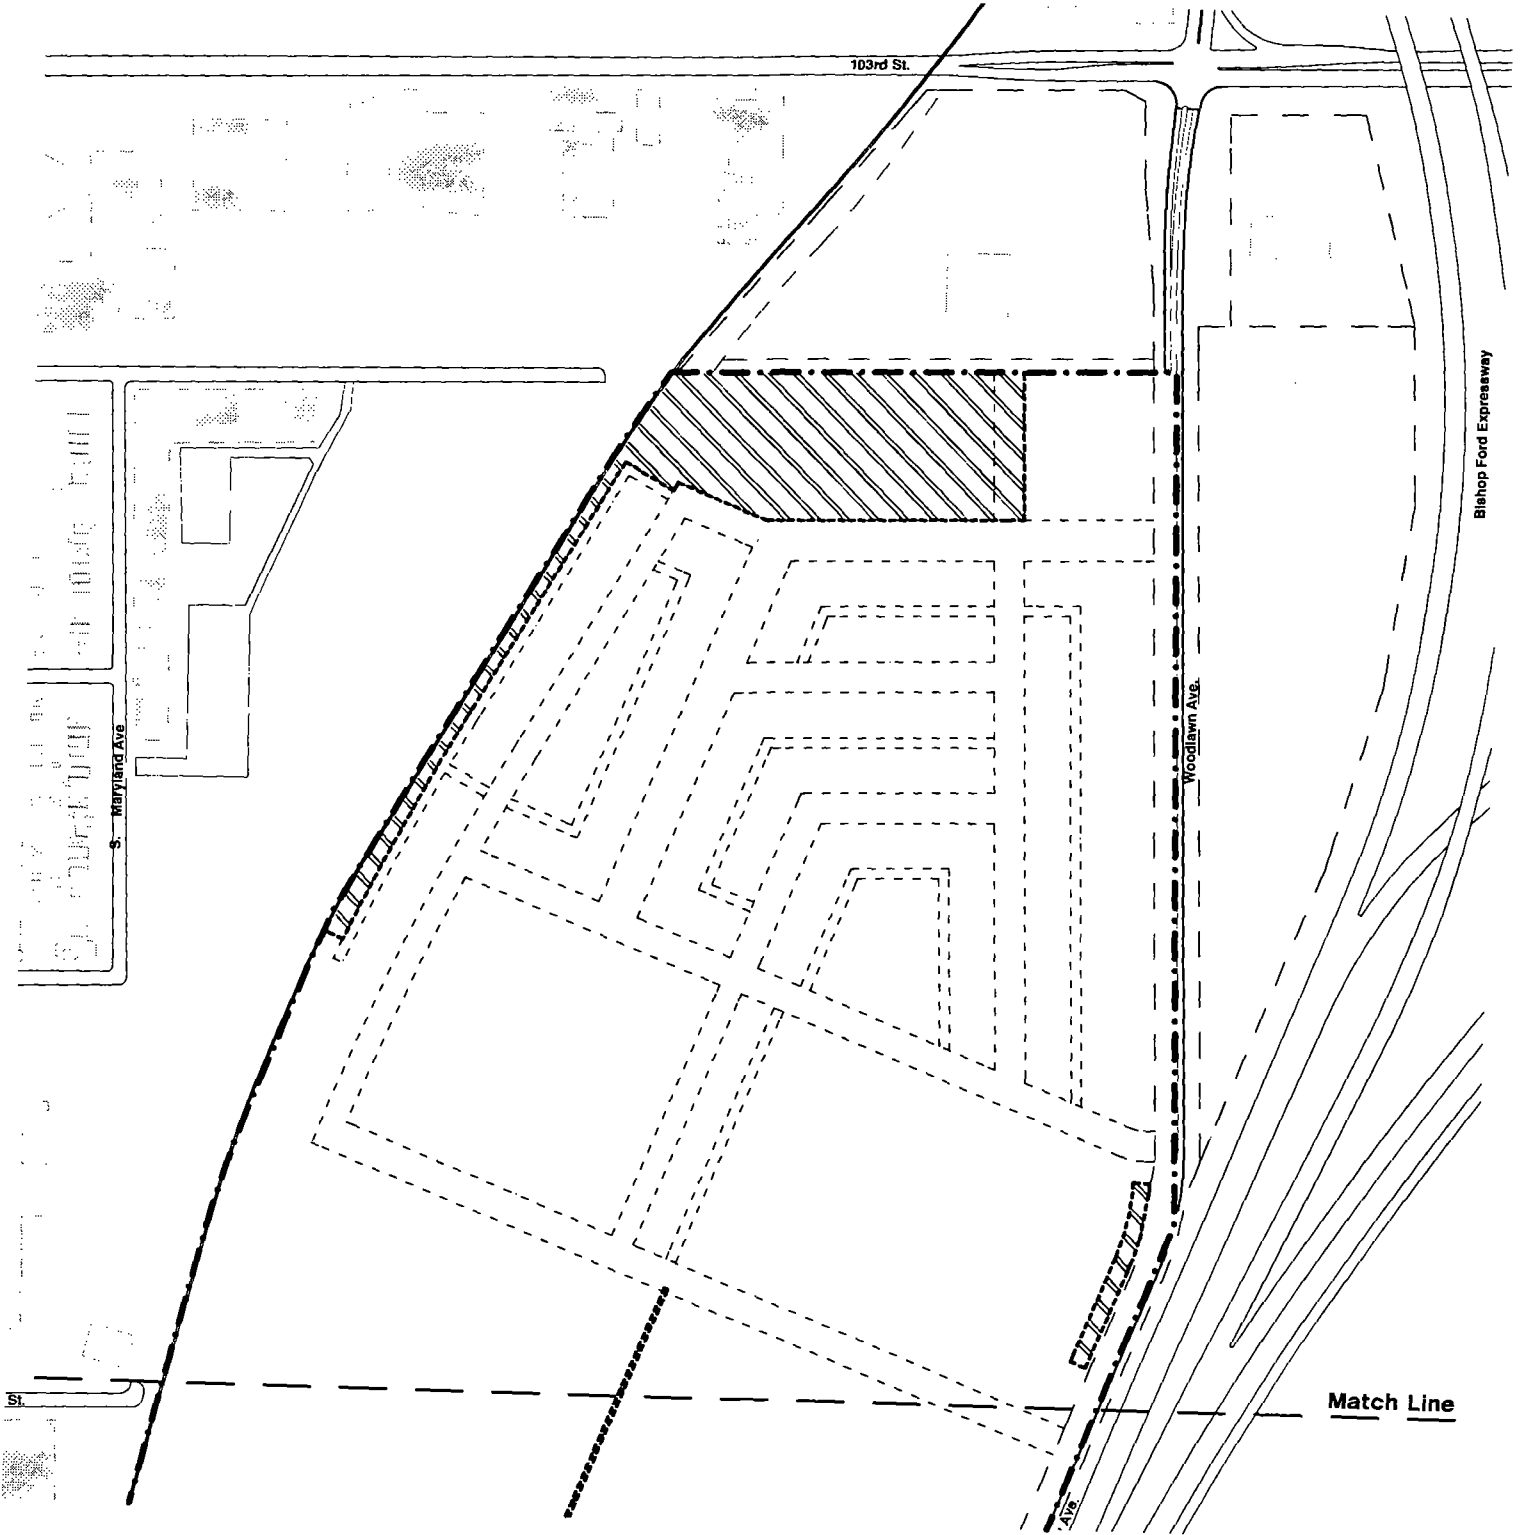 103rd St.
Bishop Ford Expressway
Woodlawn Ave.
S. Maryland Ave
St.
Match Line
Ave.